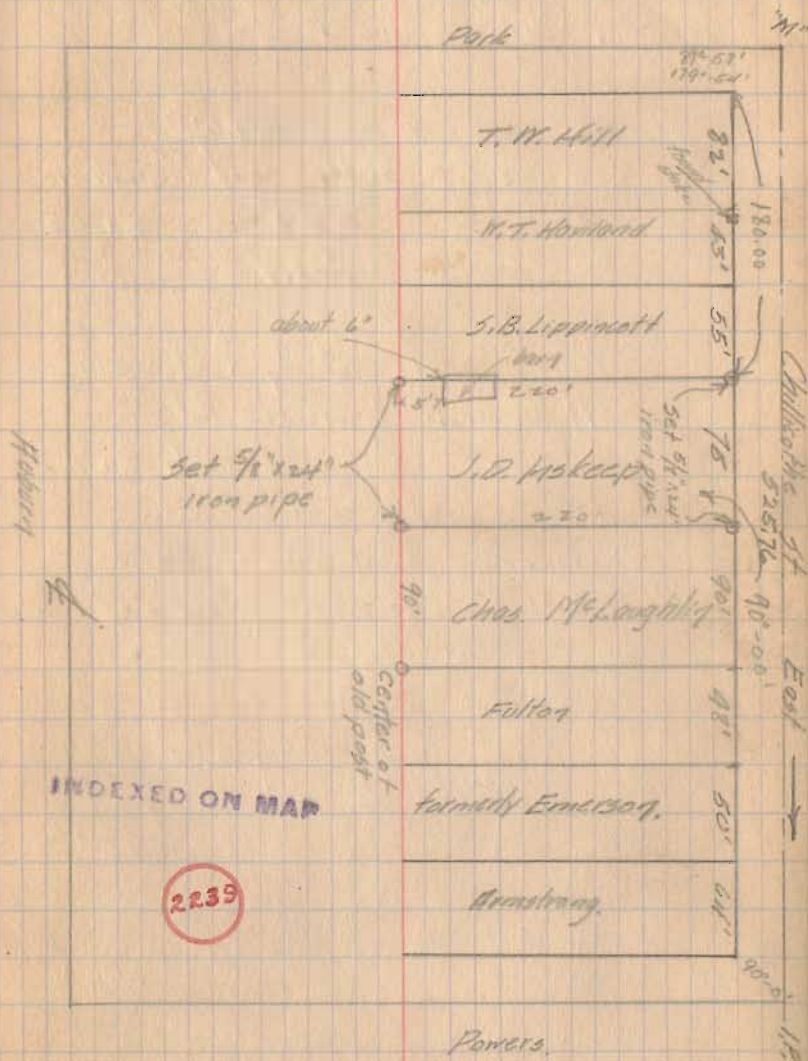 Park
"M"
89°-57'
179°-54'
T.W. Hill
82'
W.T. Howland
55'
180.00
about 6"
S.B. Lippincott
55'
barn
5'
220'
Set 5/8" x 24"
iron pipe
J.D. Inskeep
Set 5/8" x 24"
iron pipe
75
220
Chillicothe St
525.76
90°-00'
East
90'
Chas. McLaughlin
90'
center of
old post
Fulton
48'
INDEXED ON MAP
formerly Emerson.
50'
2239
Armstrong.
90°-0'
Powers.